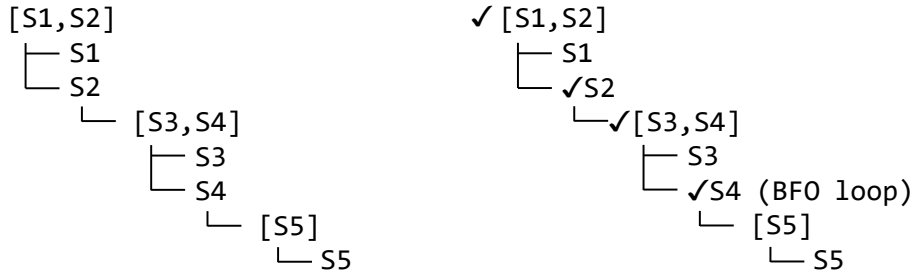 [S1,S2]
S1
S2
[S3,S4]
S3
S4
[S5]
S5
✓ [S1,S2]
S1
✓S2
✓[S3,S4]
S3
✓S4 (BFO loop)
[S5]
S5